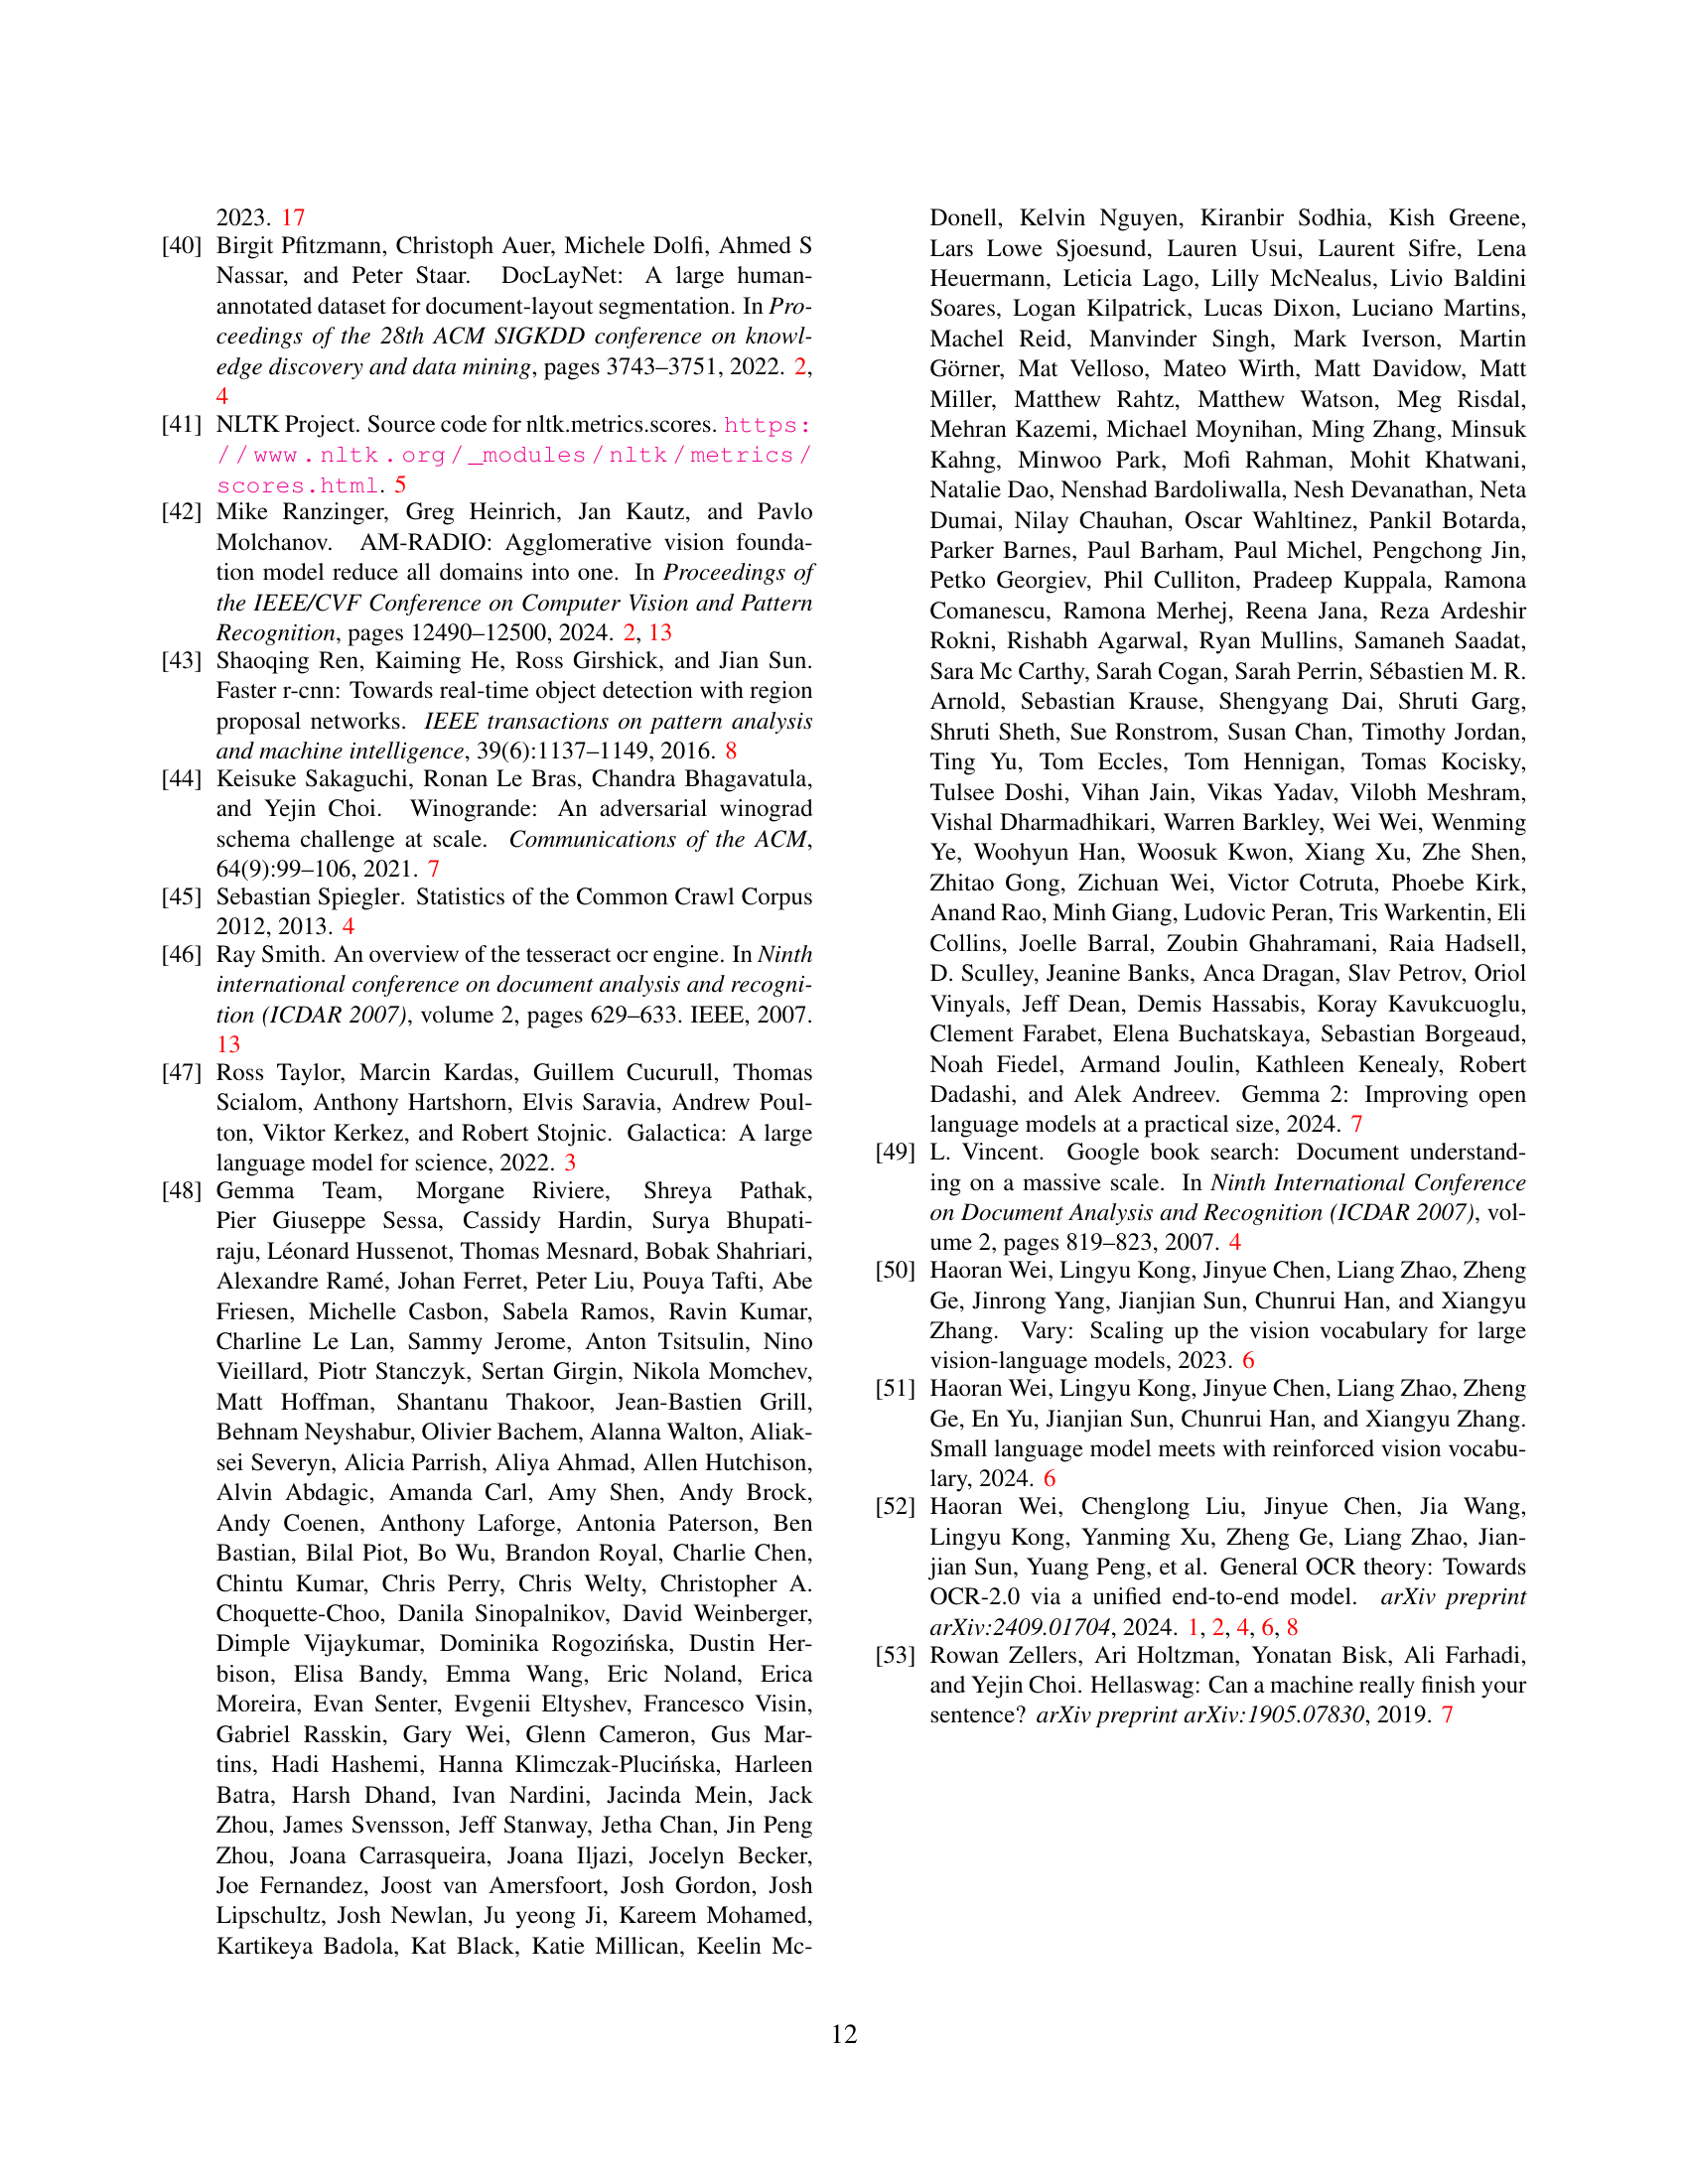 2023. 17
[40] Birgit Pfitzmann, Christoph Auer, Michele Dolfi, Ahmed S
Nassar, and Peter Staar. DocLayNet: A large human-
annotated dataset for document-layout segmentation. In Pro-
ceedings of the 28th ACM SIGKDD conference on knowl-
edge discovery and data mining, pages 3743–3751, 2022. 2,
4
[41] NLTK Project. Source code for nltk.metrics.scores. https:
//www.nltk.org/_modules/nltk/metrics/
scores.html. 5
[42] Mike Ranzinger, Greg Heinrich, Jan Kautz, and Pavlo
Molchanov. AM-RADIO: Agglomerative vision founda-
tion model reduce all domains into one. In Proceedings of
the IEEE/CVF Conference on Computer Vision and Pattern
Recognition, pages 12490–12500, 2024. 2, 13
[43] Shaoqing Ren, Kaiming He, Ross Girshick, and Jian Sun.
Faster r-cnn: Towards real-time object detection with region
proposal networks. IEEE transactions on pattern analysis
and machine intelligence, 39(6):1137–1149, 2016. 8
[44] Keisuke Sakaguchi, Ronan Le Bras, Chandra Bhagavatula,
and Yejin Choi. Winogrande: An adversarial winograd
schema challenge at scale. Communications of the ACM,
64(9):99–106, 2021. 7
[45] Sebastian Spiegler. Statistics of the Common Crawl Corpus
2012, 2013. 4
[46] Ray Smith. An overview of the tesseract ocr engine. In Ninth
international conference on document analysis and recogni-
tion (ICDAR 2007), volume 2, pages 629–633. IEEE, 2007.
13
[47] Ross Taylor, Marcin Kardas, Guillem Cucurull, Thomas
Scialom, Anthony Hartshorn, Elvis Saravia, Andrew Poul-
ton, Viktor Kerkez, and Robert Stojnic. Galactica: A large
language model for science, 2022. 3
[48] Gemma Team, Morgane Riviere, Shreya Pathak,
Pier Giuseppe Sessa, Cassidy Hardin, Surya Bhupati-
raju, Léonard Hussenot, Thomas Mesnard, Bobak Shahriari,
Alexandre Ramé, Johan Ferret, Peter Liu, Pouya Tafti, Abe
Friesen, Michelle Casbon, Sabela Ramos, Ravin Kumar,
Charline Le Lan, Sammy Jerome, Anton Tsitsulin, Nino
Vieillard, Piotr Stanczyk, Sertan Girgin, Nikola Momchev,
Matt Hoffman, Shantanu Thakoor, Jean-Bastien Grill,
Behnam Neyshabur, Olivier Bachem, Alanna Walton, Aliak-
sei Severyn, Alicia Parrish, Aliya Ahmad, Allen Hutchison,
Alvin Abdagic, Amanda Carl, Amy Shen, Andy Brock,
Andy Coenen, Anthony Laforge, Antonia Paterson, Ben
Bastian, Bilal Piot, Bo Wu, Brandon Royal, Charlie Chen,
Chintu Kumar, Chris Perry, Chris Welty, Christopher A.
Choquette-Choo, Danila Sinopalnikov, David Weinberger,
Dimple Vijaykumar, Dominika Rogozińska, Dustin Her-
bison, Elisa Bandy, Emma Wang, Eric Noland, Erica
Moreira, Evan Senter, Evgenii Eltyshev, Francesco Visin,
Gabriel Rasskin, Gary Wei, Glenn Cameron, Gus Mar-
tins, Hadi Hashemi, Hanna Klimczak-Plucińska, Harleen
Batra, Harsh Dhand, Ivan Nardini, Jacinda Mein, Jack
Zhou, James Svensson, Jeff Stanway, Jetha Chan, Jin Peng
Zhou, Joana Carrasqueira, Joana Iljazi, Jocelyn Becker,
Joe Fernandez, Joost van Amersfoort, Josh Gordon, Josh
Lipschultz, Josh Newlan, Ju yeong Ji, Kareem Mohamed,
Kartikeya Badola, Kat Black, Katie Millican, Keelin Mc-
Donell, Kelvin Nguyen, Kiranbir Sodhia, Kish Greene,
Lars Lowe Sjoesund, Lauren Usui, Laurent Sifre, Lena
Heuermann, Leticia Lago, Lilly McNealus, Livio Baldini
Soares, Logan Kilpatrick, Lucas Dixon, Luciano Martins,
Machel Reid, Manvinder Singh, Mark Iverson, Martin
Görner, Mat Velloso, Mateo Wirth, Matt Davidow, Matt
Miller, Matthew Rahtz, Matthew Watson, Meg Risdal,
Mehran Kazemi, Michael Moynihan, Ming Zhang, Minsuk
Kahng, Minwoo Park, Mofi Rahman, Mohit Khatwani,
Natalie Dao, Nenshad Bardoliwalla, Nesh Devanathan, Neta
Dumai, Nilay Chauhan, Oscar Wahltinez, Pankil Botarda,
Parker Barnes, Paul Barham, Paul Michel, Pengchong Jin,
Petko Georgiev, Phil Culliton, Pradeep Kuppala, Ramona
Comanescu, Ramona Merhej, Reena Jana, Reza Ardeshir
Rokni, Rishabh Agarwal, Ryan Mullins, Samaneh Saadat,
Sara Mc Carthy, Sarah Cogan, Sarah Perrin, Sébastien M. R.
Arnold, Sebastian Krause, Shengyang Dai, Shruti Garg,
Shruti Sheth, Sue Ronstrom, Susan Chan, Timothy Jordan,
Ting Yu, Tom Eccles, Tom Hennigan, Tomas Kocisky,
Tulsee Doshi, Vihan Jain, Vikas Yadav, Vilobh Meshram,
Vishal Dharmadhikari, Warren Barkley, Wei Wei, Wenming
Ye, Woohyun Han, Woosuk Kwon, Xiang Xu, Zhe Shen,
Zhitao Gong, Zichuan Wei, Victor Cotruta, Phoebe Kirk,
Anand Rao, Minh Giang, Ludovic Peran, Tris Warkentin, Eli
Collins, Joelle Barral, Zoubin Ghahramani, Raia Hadsell,
D. Sculley, Jeanine Banks, Anca Dragan, Slav Petrov, Oriol
Vinyals, Jeff Dean, Demis Hassabis, Koray Kavukcuoglu,
Clement Farabet, Elena Buchatskaya, Sebastian Borgeaud,
Noah Fiedel, Armand Joulin, Kathleen Kenealy, Robert
Dadashi, and Alek Andreev. Gemma 2: Improving open
language models at a practical size, 2024. 7
[49] L. Vincent. Google book search: Document understand-
ing on a massive scale. In Ninth International Conference
on Document Analysis and Recognition (ICDAR 2007), vol-
ume 2, pages 819–823, 2007. 4
[50] Haoran Wei, Lingyu Kong, Jinyue Chen, Liang Zhao, Zheng
Ge, Jinrong Yang, Jianjian Sun, Chunrui Han, and Xiangyu
Zhang. Vary: Scaling up the vision vocabulary for large
vision-language models, 2023. 6
[51] Haoran Wei, Lingyu Kong, Jinyue Chen, Liang Zhao, Zheng
Ge, En Yu, Jianjian Sun, Chunrui Han, and Xiangyu Zhang.
Small language model meets with reinforced vision vocabu-
lary, 2024. 6
[52] Haoran Wei, Chenglong Liu, Jinyue Chen, Jia Wang,
Lingyu Kong, Yanming Xu, Zheng Ge, Liang Zhao, Jian-
jian Sun, Yuang Peng, et al. General OCR theory: Towards
OCR-2.0 via a unified end-to-end model. arXiv preprint
arXiv:2409.01704, 2024. 1, 2, 4, 6, 8
[53] Rowan Zellers, Ari Holtzman, Yonatan Bisk, Ali Farhadi,
and Yejin Choi. Hellaswag: Can a machine really finish your
sentence? arXiv preprint arXiv:1905.07830, 2019. 7
12